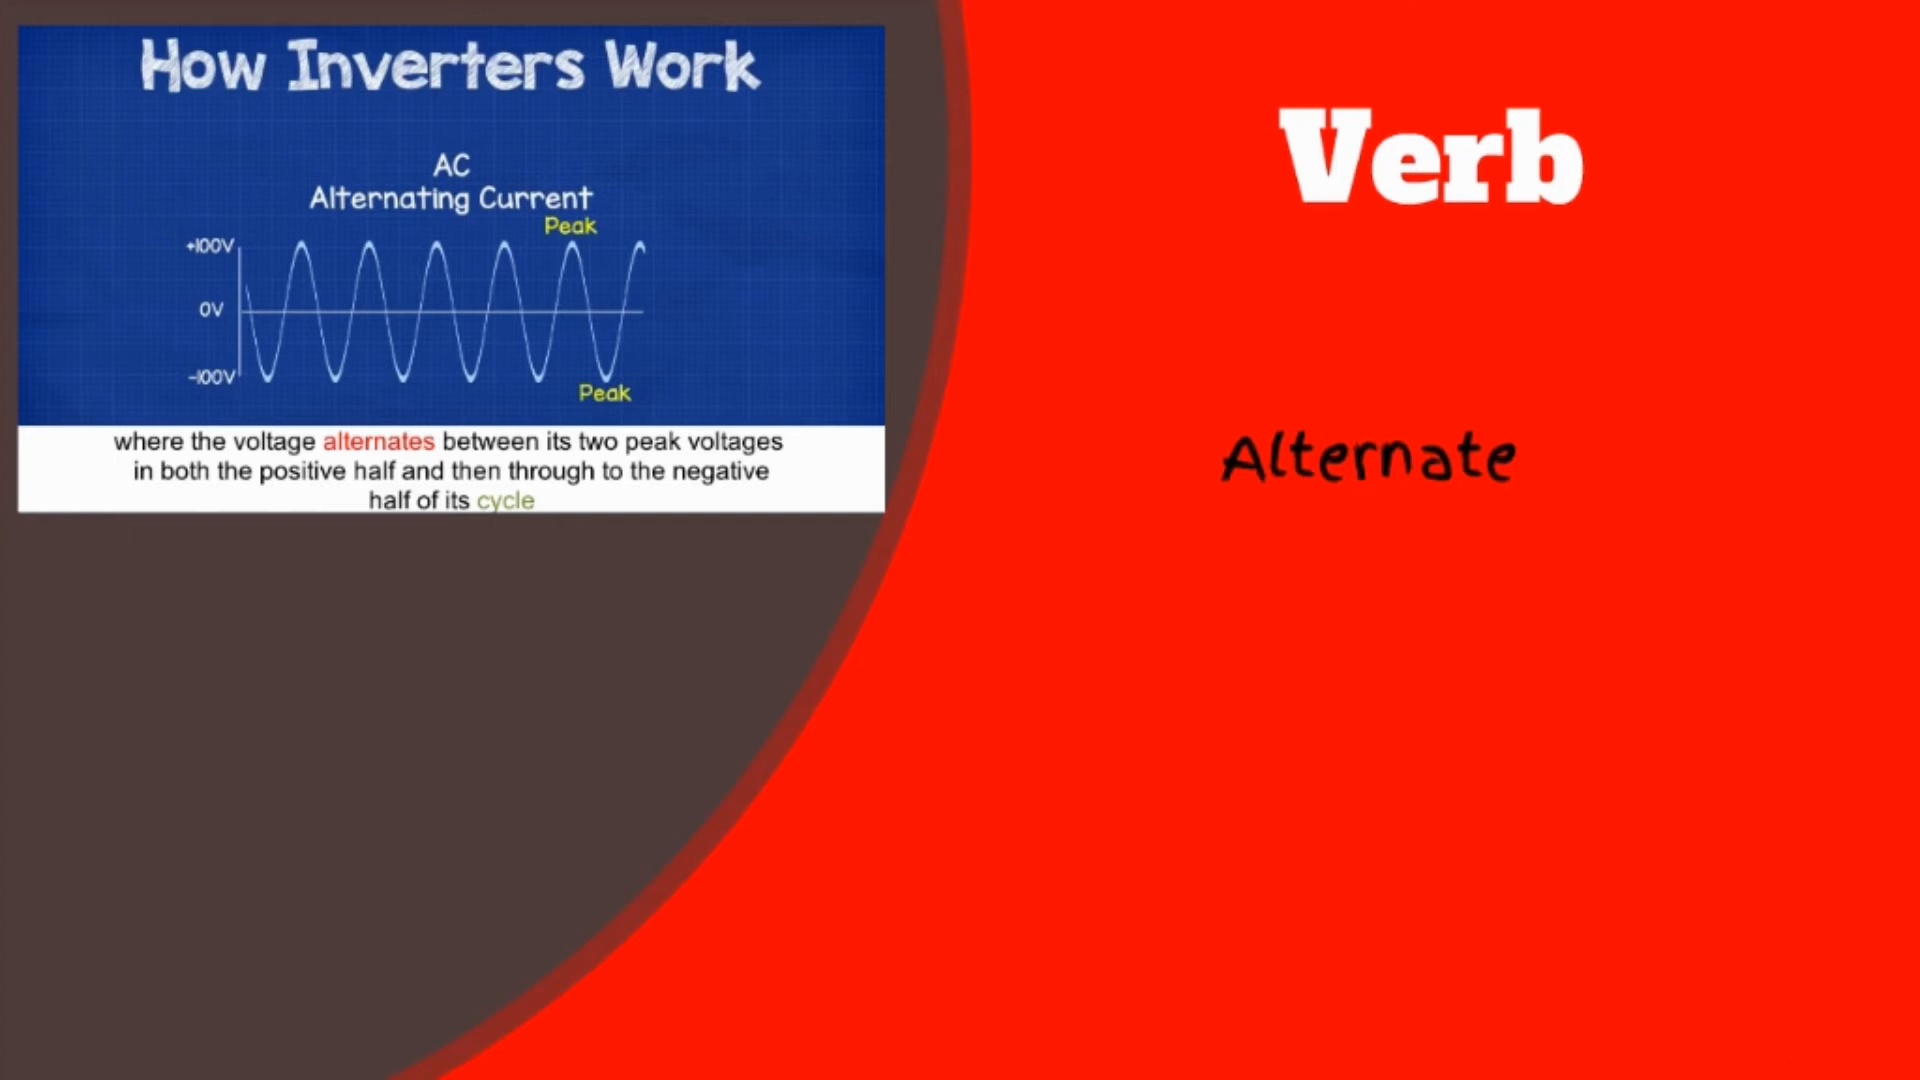 How Inverters Work
AC
Alternating Current
Peak
+100V
0V
-100V
Peak
where the voltage alternates between its two peak voltages
in both the positive half and then through to the negative
half of its cycle
Verb
Alternate